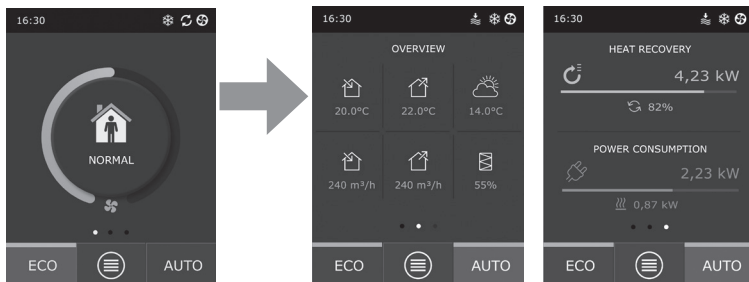 16:30
NORMAL
ECO
AUTO
16:30
OVERVIEW
20.0°C 22.0°C 14.0°C
240 m³/h 240 m³/h 55%
ECO
AUTO
16:30
HEAT RECOVERY
4,23 kW
82%
POWER CONSUMPTION
2,23 kW
0,87 kW
ECO
AUTO